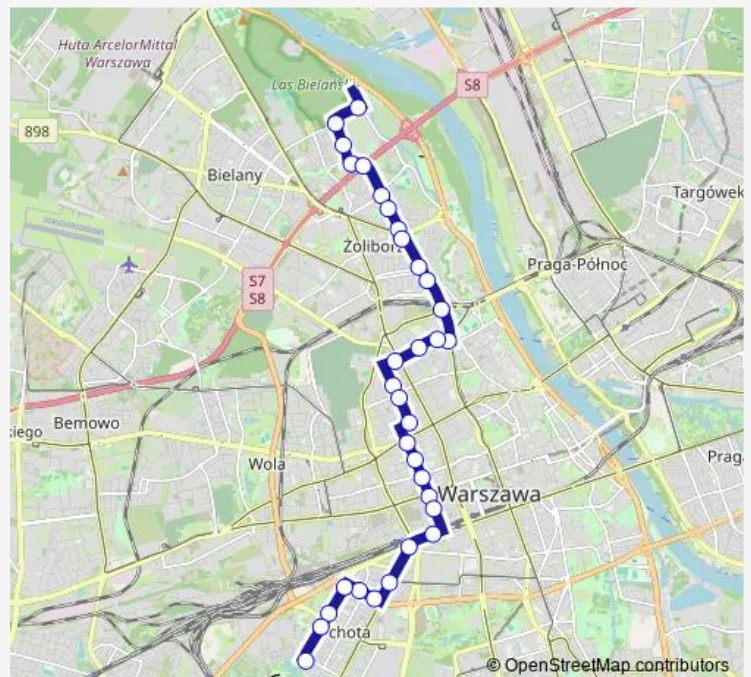 Huta ArcelorMittal
Warszawa
Las Bielański
S8
898
Bielany
Targówek
Żoliborz
Praga-Północ
S7
S8
Bemowo
kiego
Wola
Prag
Warszawa
chota
© OpenStreetMap contributors